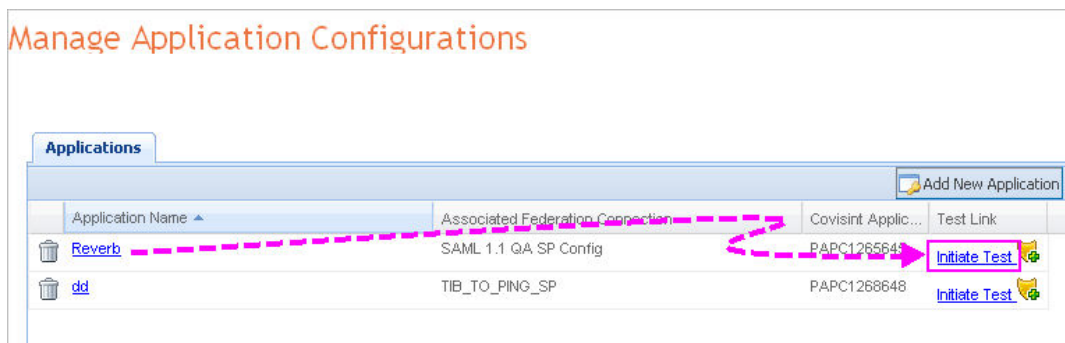 Manage Application Configurations
Applications
Add New Application
Application Name Associated Federation Connection Covisint Applic... Test Link
Reverb SAML 1.1 QA SP Config Initiate Test
dd TIB_TO_PING_SP PAPC1268648 Initiate Test